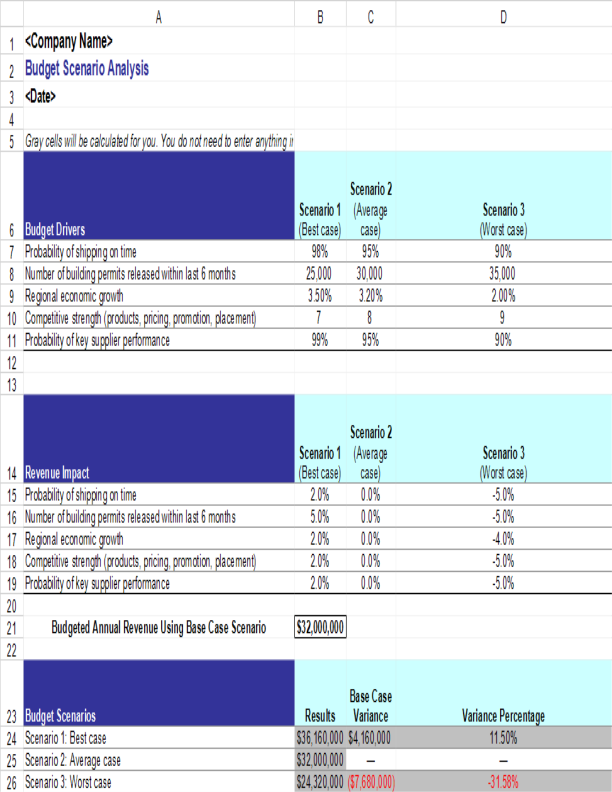 A B C D
1 <Company Name>
2 Budget Scenario Analysis
3 <Date>
4
5 Gray cells will be calculated for you. You do not need to enter anything i
Scenario 2
Scenario 1 (Average Scenario 3
6 Budget Drivers (Best case) case) (Worst case)
7 Probability of shipping on time 98% 95% 90%
8 Number of building permits released within last 6 months 25,000 30,000 35,000
9 Regional economic growth 3.50% 3.20% 2.00%
10 Competitive strength (products, pricing, promotion, placement) 7 8 9
11 Probability of key supplier performance 99% 95% 90%
12
13
Scenario 2
Scenario 1 (Average Scenario 3
14 Revenue Impact (Best case) case) (Worst case)
15 Probability of shipping on time 2.0% 0.0% -5.0%
16 Number of building permits released within last 6 months 5.0% 0.0% -5.0%
17 Regional economic growth 2.0% 0.0% -4.0%
18 Competitive strength (products, pricing, promotion, placement) 2.0% 0.0% -5.0%
19 Probability of key supplier performance 2.0% 0.0% -5.0%
20
21 Budgeted Annual Revenue Using Base Case Scenario $32,000,000
22
Base Case
23 Budget Scenarios Results Variance Variance Percentage
24 Scenario 1: Best case $36,160,000 $4,160,000 11.50%
25 Scenario 2: Average case $32,000,000 — —
26 Scenario 3: Worst case $24,320,000 ($7,680,000) -31.58%